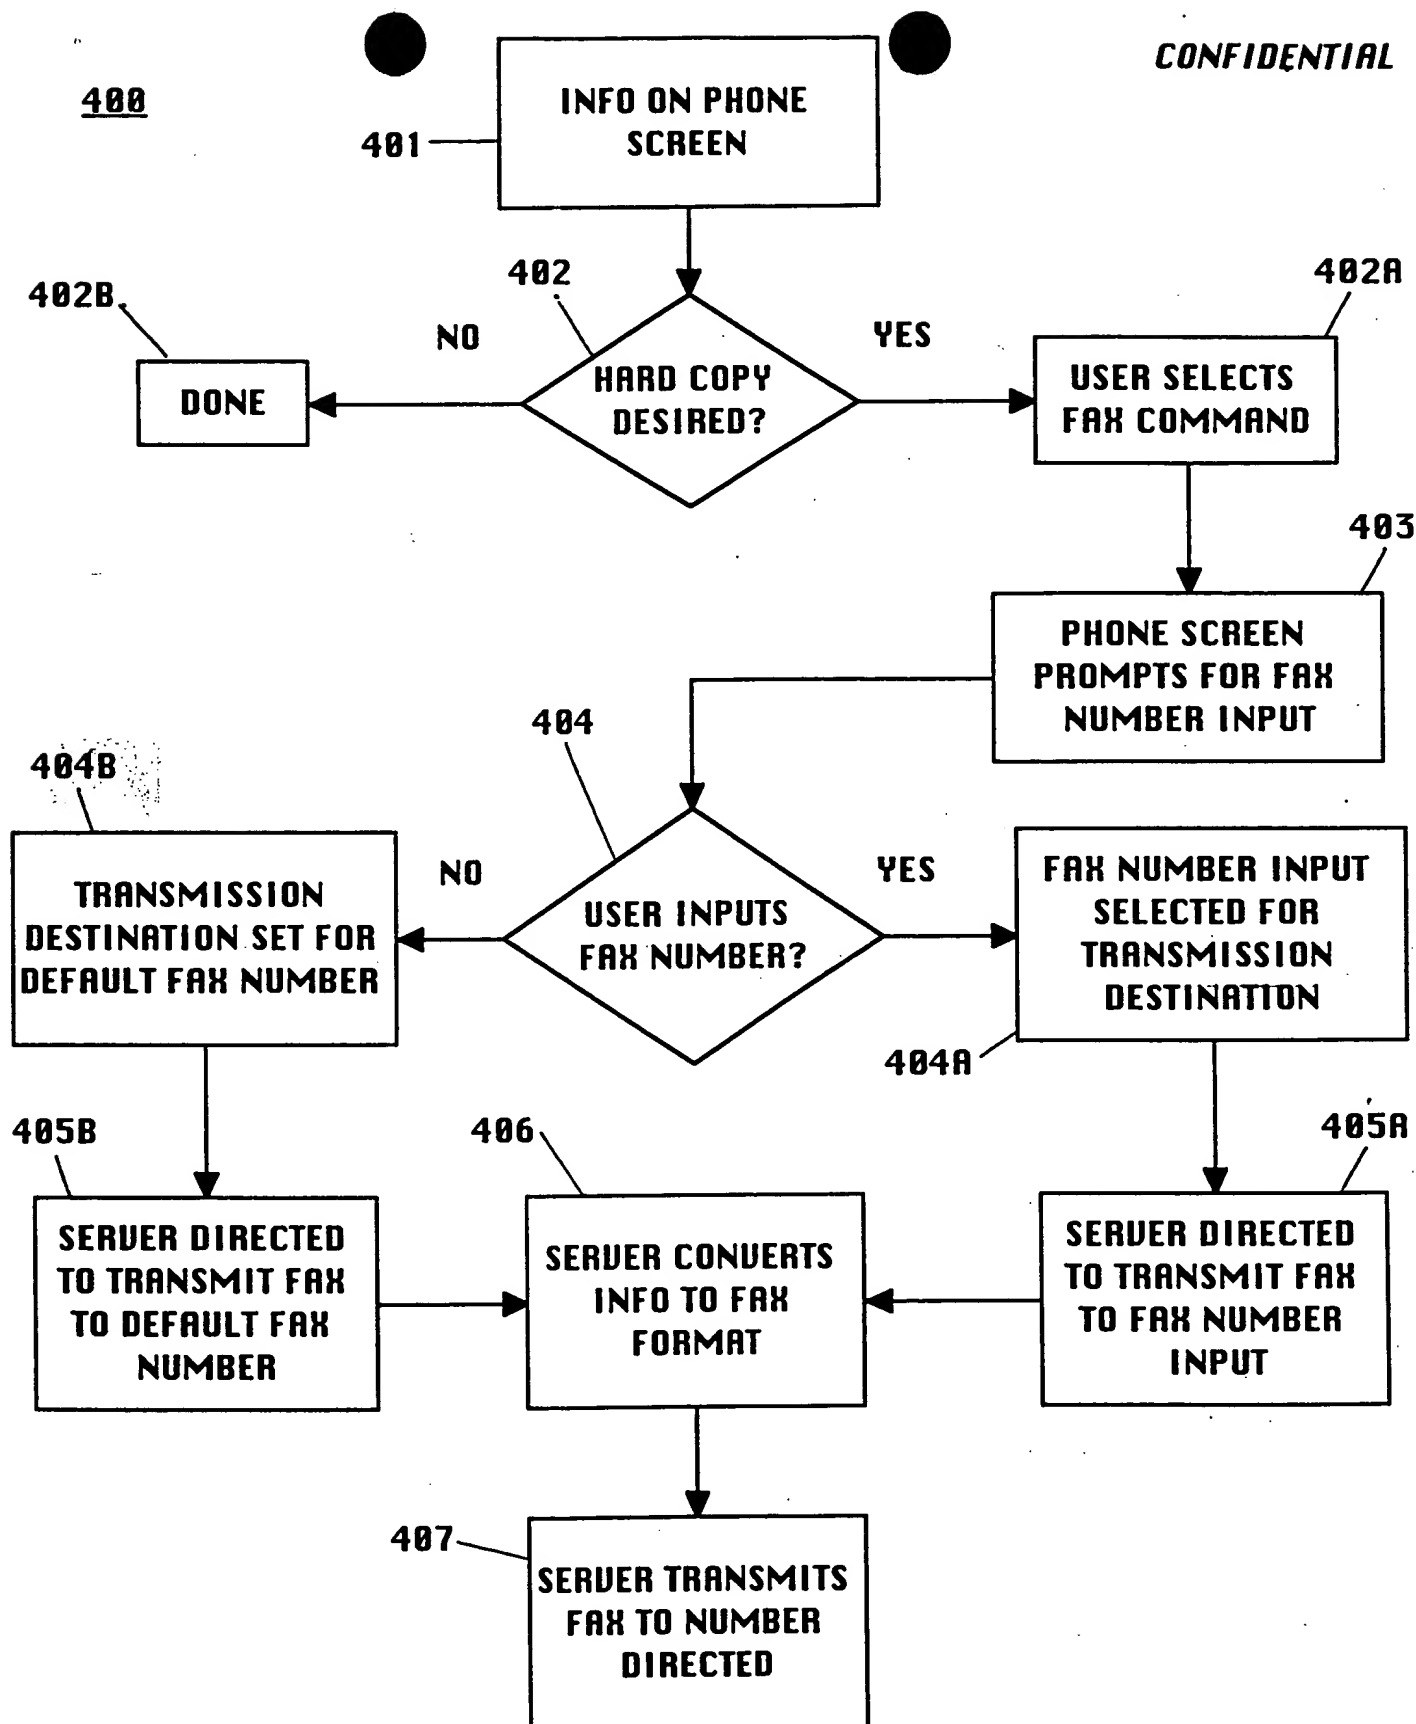 CONFIDENTIAL
400
INFO ON PHONE
SCREEN
401
402
402A
402B
NO
YES
HARD COPY
DESIRED?
DONE
USER SELECTS
FAX COMMAND
403
PHONE SCREEN
PROMPTS FOR FAX
NUMBER INPUT
404
404B
NO
YES
USER INPUTS
FAX NUMBER?
TRANSMISSION
DESTINATION SET FOR
DEFAULT FAX NUMBER
FAX NUMBER INPUT
SELECTED FOR
TRANSMISSION
DESTINATION
404A
405B
406
405A
SERVER DIRECTED
TO TRANSMIT FAX
TO DEFAULT FAX
NUMBER
SERVER CONVERTS
INFO TO FAX
FORMAT
SERVER DIRECTED
TO TRANSMIT FAX
TO FAX NUMBER
INPUT
407
SERVER TRANSMITS
FAX TO NUMBER
DIRECTED